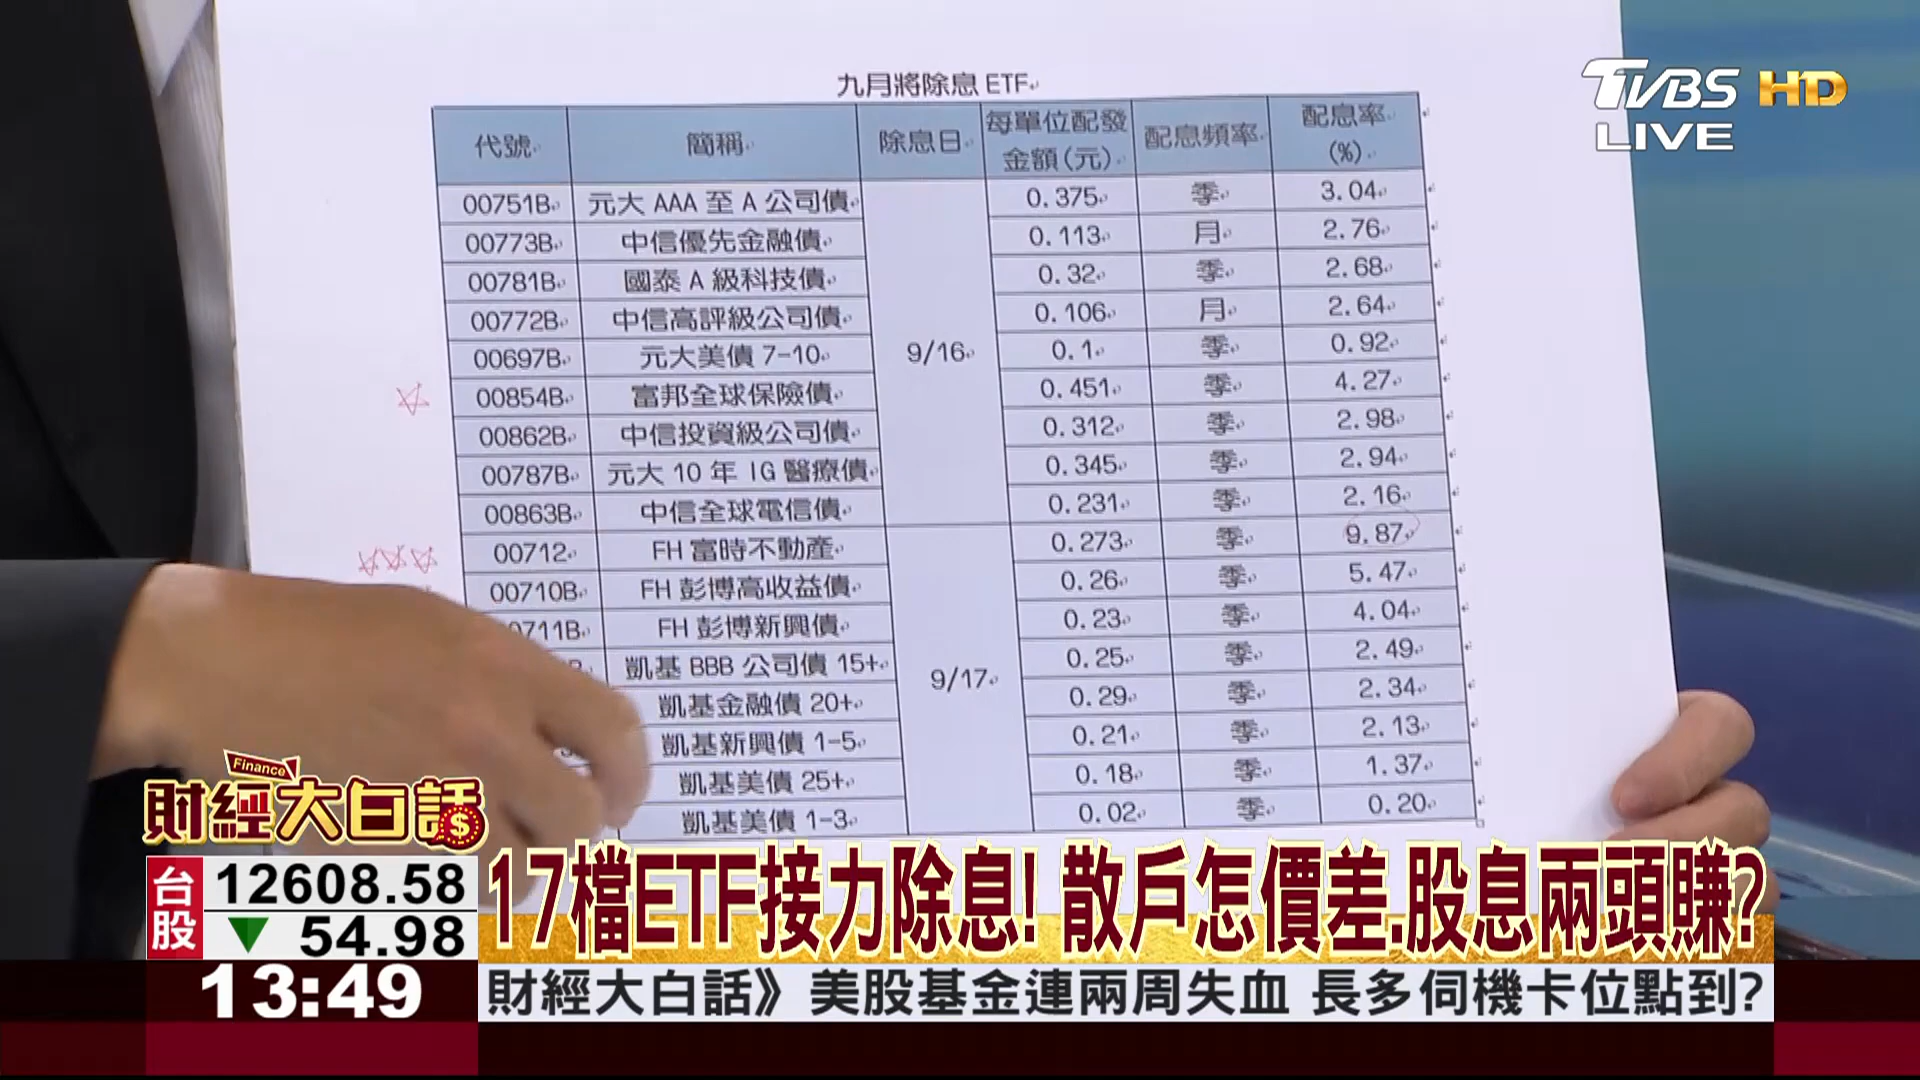 TVBS HD
LIVE
九月將除息 ETF
代號 簡稱 除息日 每單位配發金額(元) 配息頻率 配息率(%)
00751B 元大 AAA 至 A 公司債 0.375 季 3.04
00773B 中信優先金融債 0.113 月 2.76
00781B 國泰 A 級科技債 0.32 季 2.68
00772B 中信高評級公司債 0.106 月 2.64
00697B 元大美債 7-10 9/16 0.1 季 0.92
00854B 富邦全球保險債 0.451 季 4.27
00862B 中信投資級公司債 0.312 季 2.98
00787B 元大 10 年 IG 醫療債 0.345 季 2.94
00863B 中信全球電信債 0.231 季 2.16
00712 FH 富時不動產 0.273 季 9.87
00710B FH 彭博高收益債 0.26 季 5.47
0711B FH 彭博新興債 0.23 季 4.04
凱基 BBB 公司債 15+ 9/17 0.25 季 2.49
凱基金融債 20+ 0.29 季 2.34
凱基新興債 1-5 0.21 季 2.13
凱基美債 25+ 0.18 季 1.37
凱基美債 1-3 0.02 季 0.20
Finance
財經大白話
台股 12608.58
▼ 54.98
13:49
17檔ETF接力除息! 散戶怎價差.股息兩頭賺?
財經大白話》美股基金連兩周失血 長多伺機卡位點到?